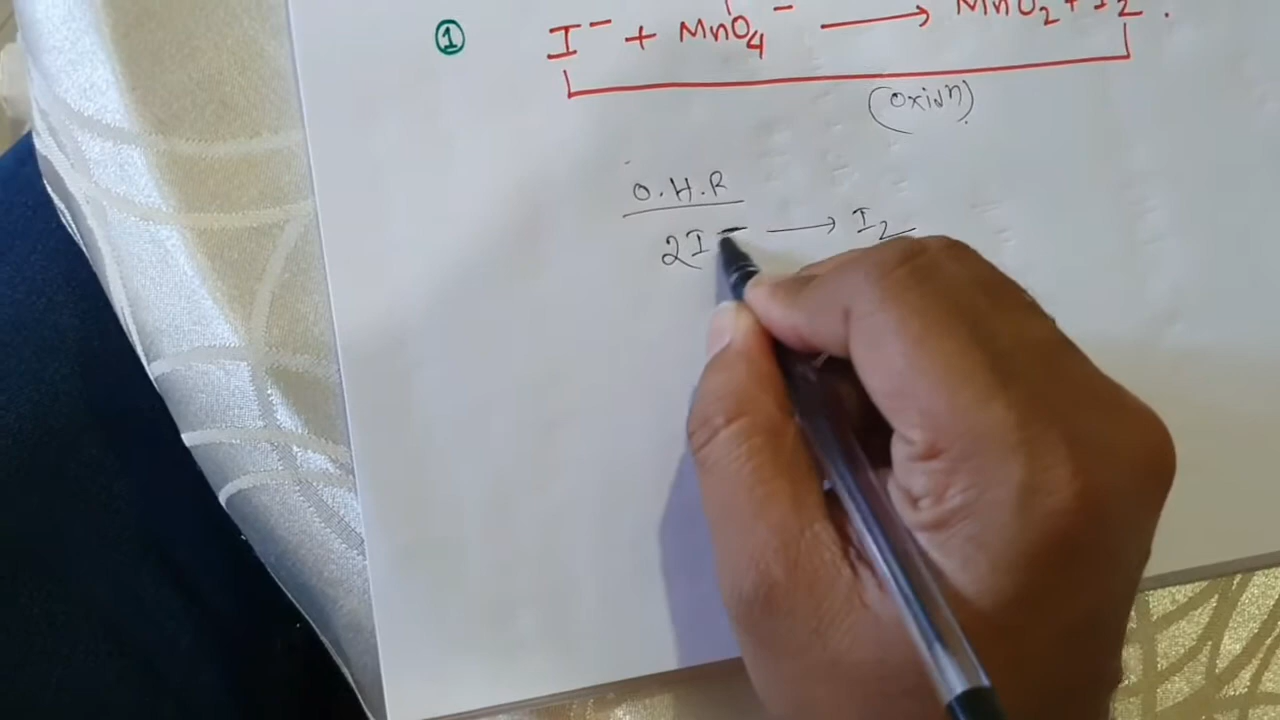 ① I⁻ + MnO₄⁻ → MnO₂ + I₂ .
(oxidⁿ)
O.H.R
2I⁻ → I₂